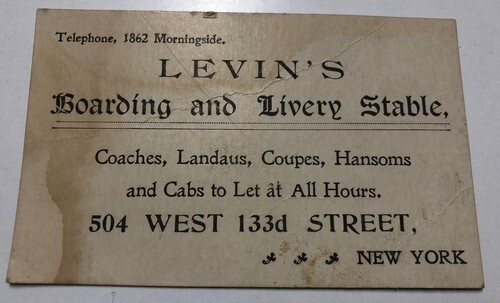 Telephone, 1862 Morningside.
LEVIN'S
Boarding and Livery Stable,
Coaches, Landaus, Coupes, Hansoms
and Cabs to Let at All Hours.
504 WEST 133d STREET,
NEW YORK